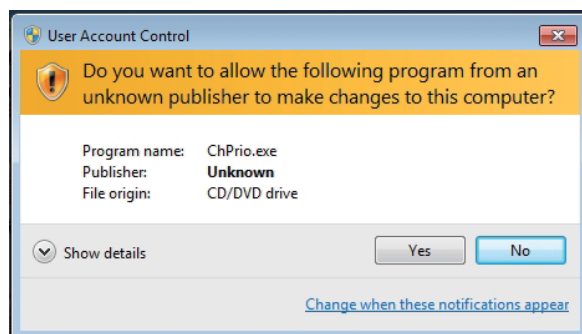 User Account Control
Do you want to allow the following program from an
unknown publisher to make changes to this computer?
Program name: ChPrio.exe
Publisher: Unknown
File origin: CD/DVD drive
Show details Yes No
Change when these notifications appear